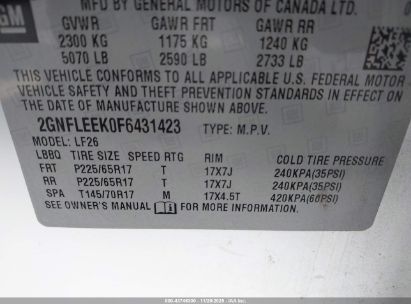 GM
MFD BY GENERAL MOTORS OF CANADA LTD.
GVWR GAWR FRT GAWR RR
2300 KG 1175 KG 1240 KG
5070 LB 2590 LB 2733 LB
THIS VEHICLE CONFORMS TO ALL APPLICABLE U.S. FEDERAL MOTOR
VEHICLE SAFETY AND THEFT PREVENTION STANDARDS IN EFFECT ON
THE DATE OF MANUFACTURE SHOWN ABOVE.
2GNFLEEK0F6431423 TYPE: M.P.V.
MODEL: LF26
LBBQ TIRE SIZE SPEED RTG RIM COLD TIRE PRESSURE
FRT P225/65R17 T 17X7J 240KPA(35PSI)
RR P225/65R17 T 17X7J 240KPA(35PSI)
SPA T145/70R17 M 17X4.5T 420KPA(60PSI)
SEE OWNER'S MANUAL FOR MORE INFORMATION